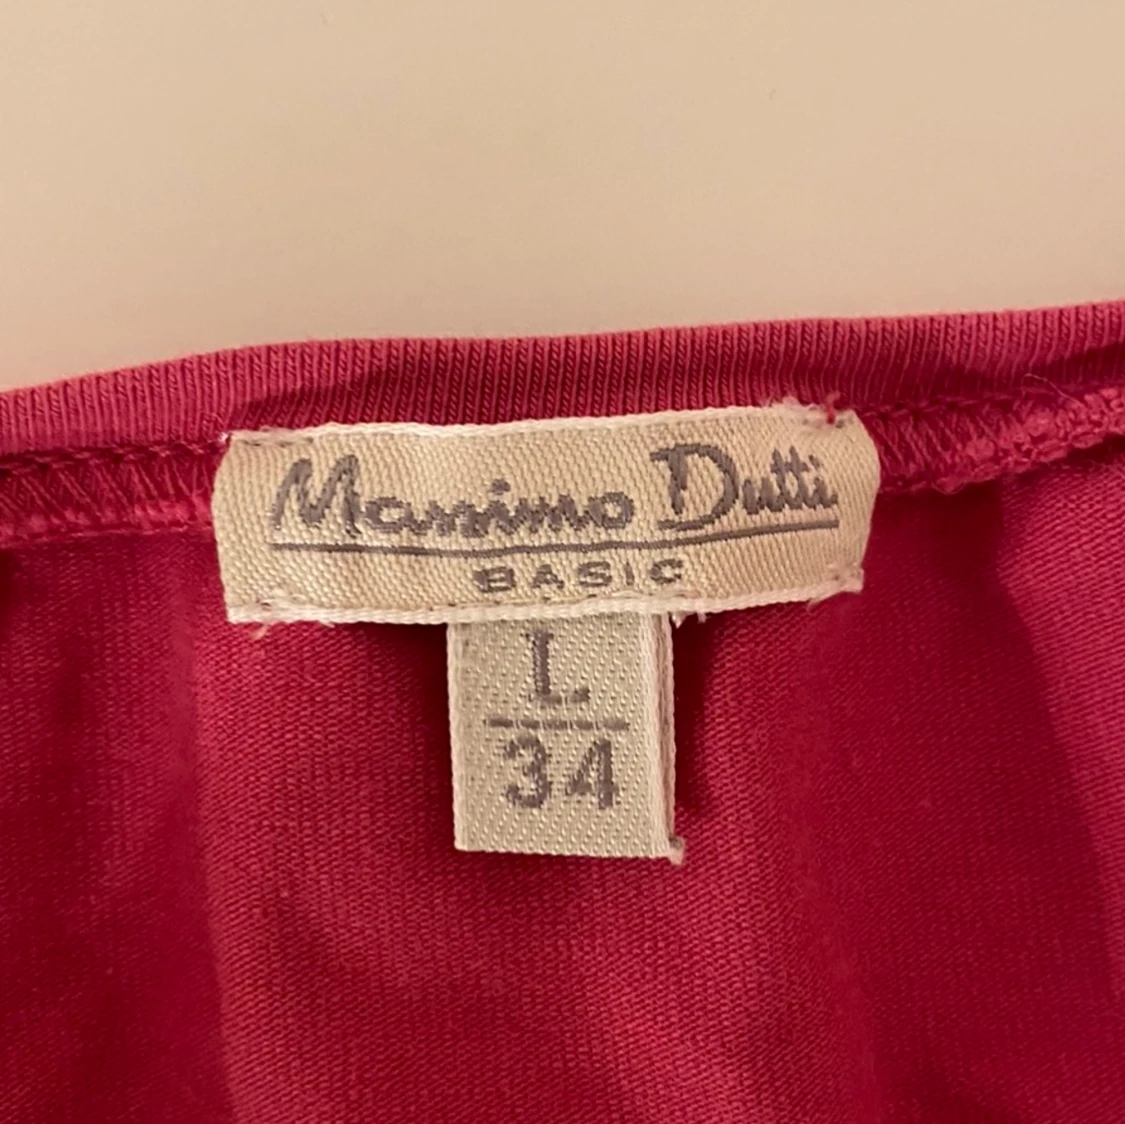 Massimo Dutti
BASIC
L
34